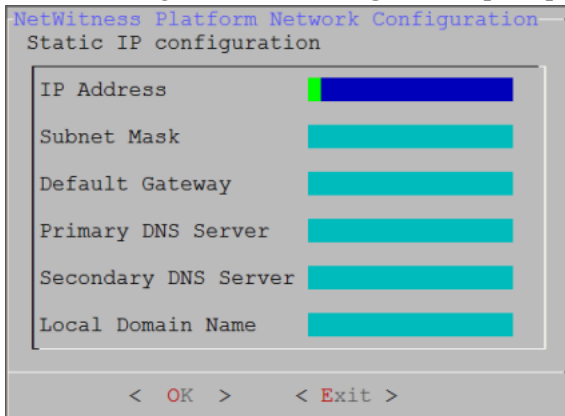 NetWitness Platform Network Configuration
Static IP configuration
IP Address
Subnet Mask
Default Gateway
Primary DNS Server
Secondary DNS Server
Local Domain Name
< OK > < Exit >